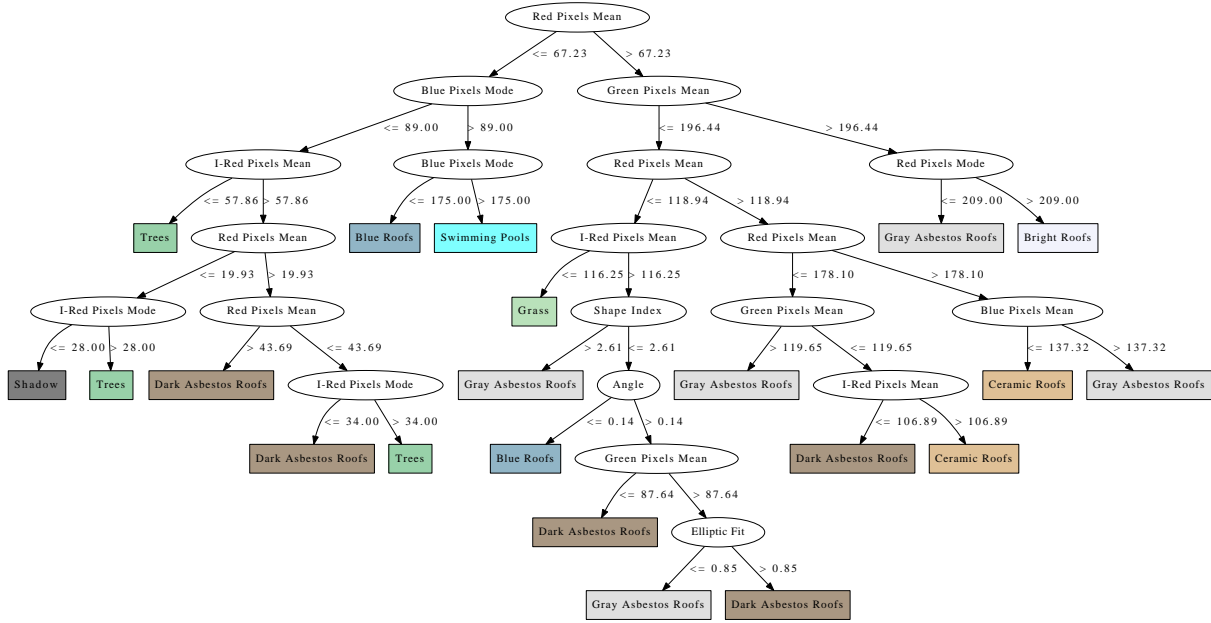 Red Pixels Mean
<= 67.23
> 67.23
Blue Pixels Mode
Green Pixels Mean
<= 89.00
> 89.00
<= 196.44
> 196.44
I-Red Pixels Mean
Blue Pixels Mode
Red Pixels Mean
Red Pixels Mode
<= 57.86
> 57.86
<= 175.00
> 175.00
<= 118.94
> 118.94
<= 209.00
> 209.00
Trees
Red Pixels Mean
Blue Roofs
Swimming Pools
I-Red Pixels Mean
Red Pixels Mean
Gray Asbestos Roofs
Bright Roofs
<= 19.93
> 19.93
<= 116.25
> 116.25
<= 178.10
> 178.10
I-Red Pixels Mode
Red Pixels Mean
Grass
Shape Index
Green Pixels Mean
Blue Pixels Mean
<= 28.00
> 28.00
> 43.69
<= 43.69
> 2.61
<= 2.61
> 119.65
<= 119.65
<= 137.32
> 137.32
Shadow
Trees
Dark Asbestos Roofs
I-Red Pixels Mode
Gray Asbestos Roofs
Angle
Gray Asbestos Roofs
I-Red Pixels Mean
Ceramic Roofs
Gray Asbestos Roofs
<= 34.00
> 34.00
<= 0.14
> 0.14
<= 106.89
> 106.89
Dark Asbestos Roofs
Trees
Blue Roofs
Green Pixels Mean
Dark Asbestos Roofs
Ceramic Roofs
<= 87.64
> 87.64
Dark Asbestos Roofs
Elliptic Fit
<= 0.85
> 0.85
Gray Asbestos Roofs
Dark Asbestos Roofs